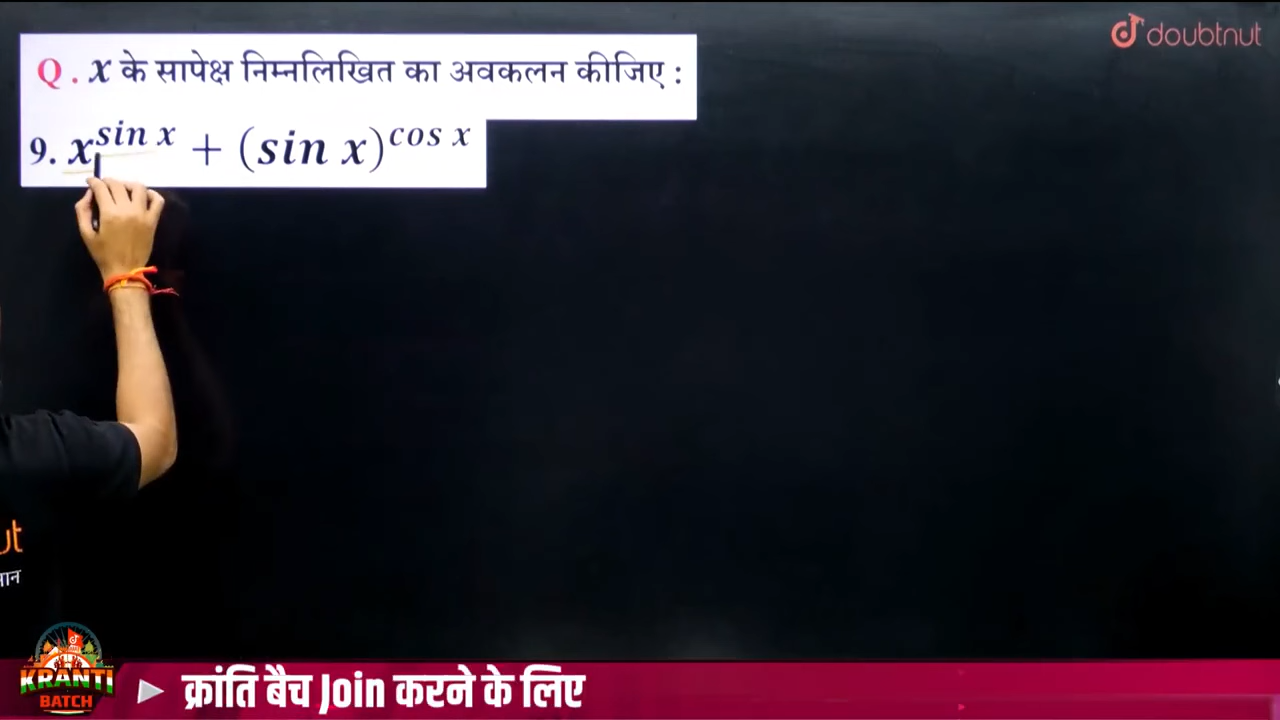 doubtnut
Q. x के सापेक्ष निम्नलिखित का अवकलन कीजिए :
9. x^{sin x} + (sin x)^{cos x}
ut
KRANTI
BATCH
क्रांति बैच Join करने के लिए